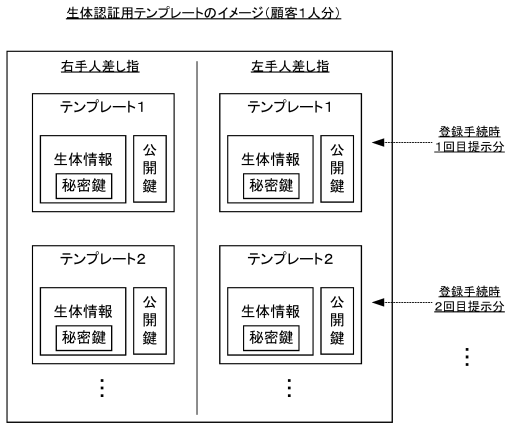 生体認証用テンプレートのイメージ（顧客１人分）
右手人差し指
左手人差し指
テンプレート１
生体情報
秘密鍵
公開鍵
テンプレート１
生体情報
秘密鍵
公開鍵
登録手続時
１回目提示分
テンプレート２
生体情報
秘密鍵
公開鍵
テンプレート２
生体情報
秘密鍵
公開鍵
登録手続時
２回目提示分